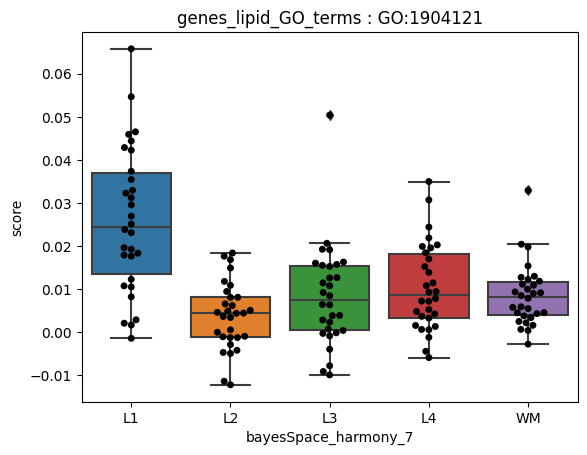 genes_lipid_GO_terms : GO:1904121
score
0.06
0.05
0.04
0.03
0.02
0.01
0.00
−0.01
L1 L2 L3 L4 WM
bayesSpace_harmony_7